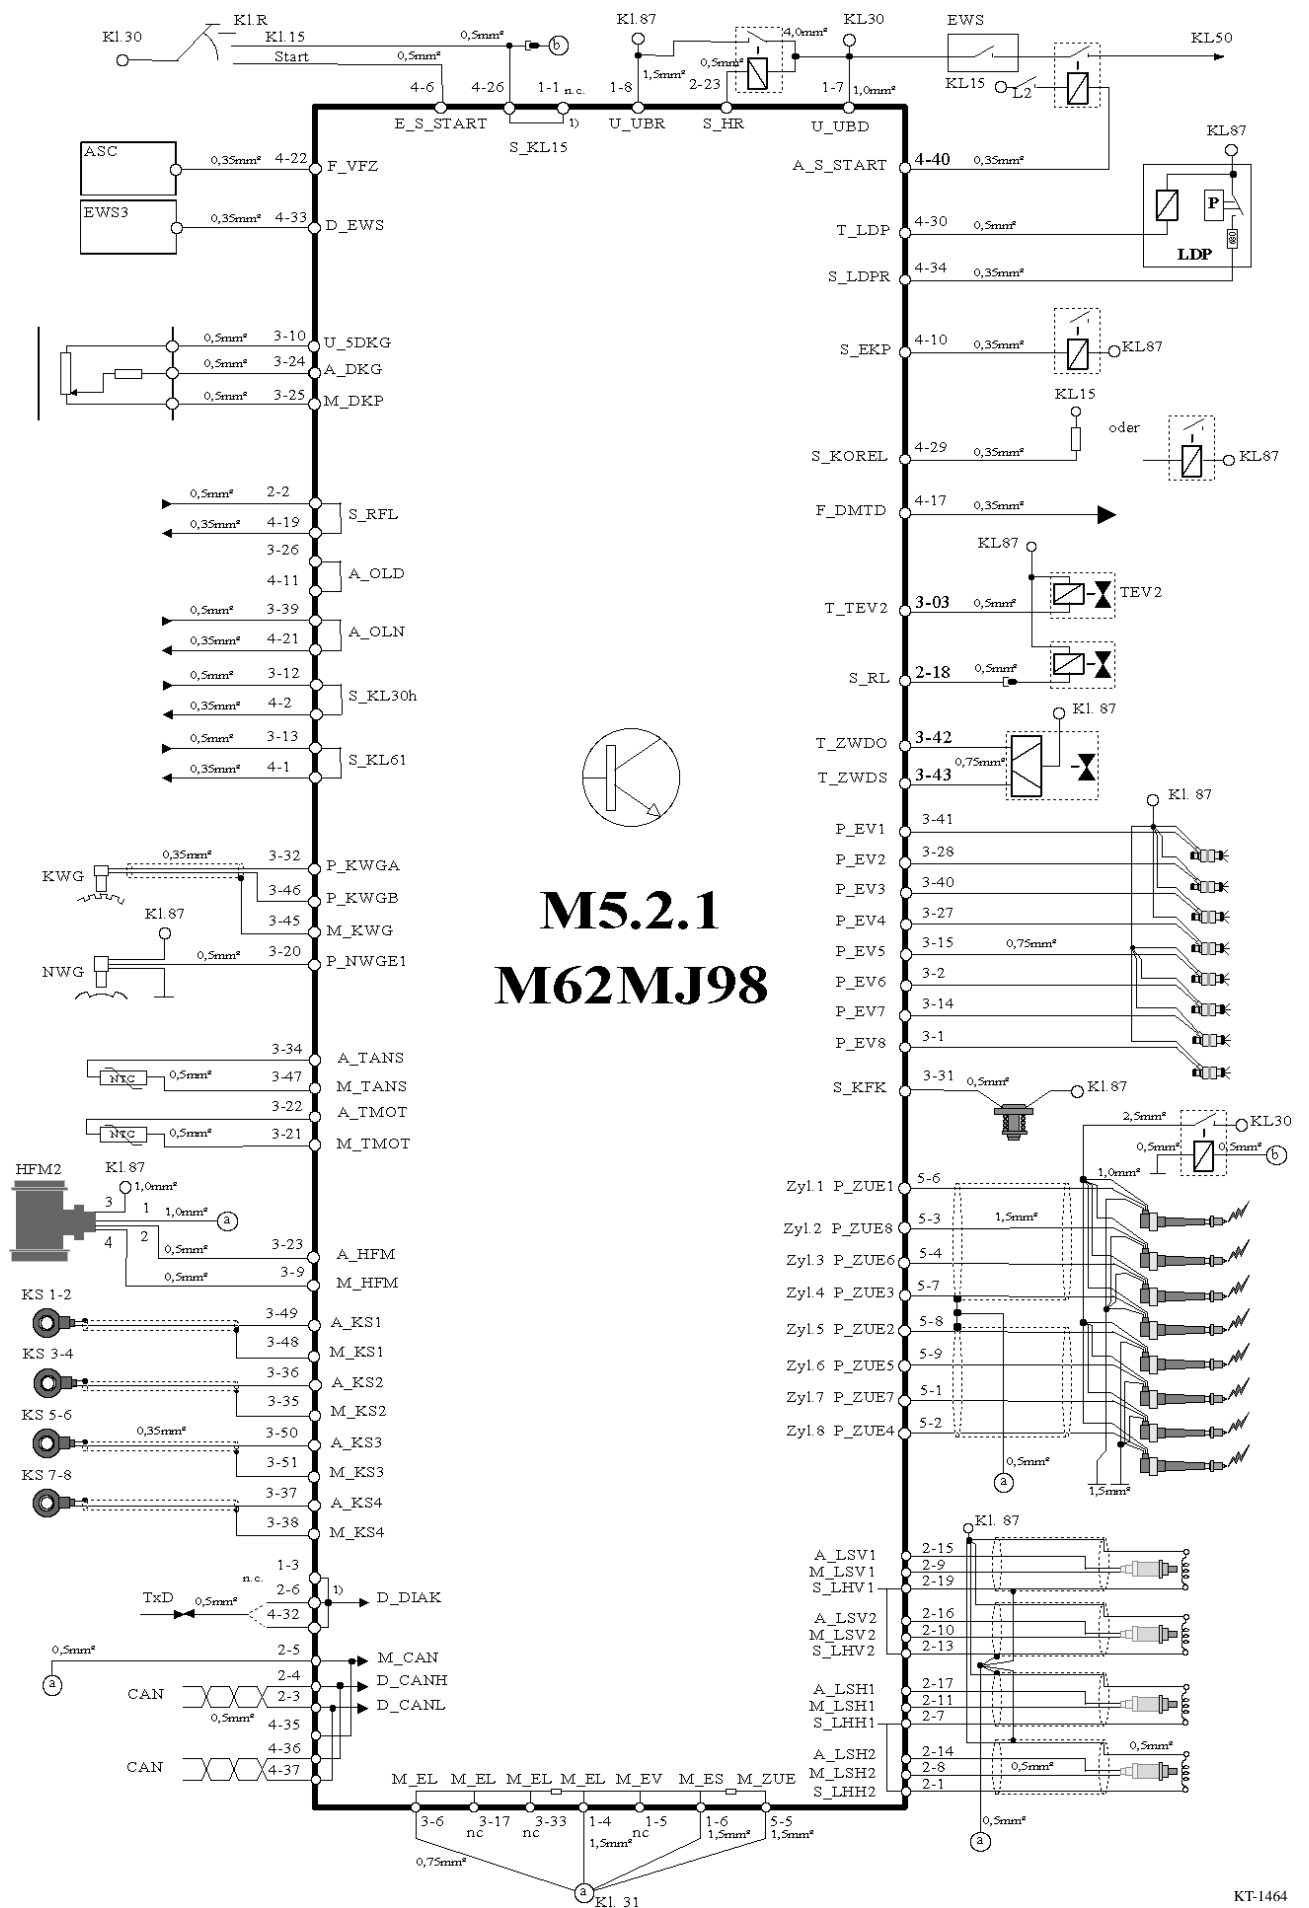 Kl.30
Kl.R
Kl.15
Start
0,5mm²
0,5mm²
b
Kl.87
1,5mm²
0,5mm²
4,0mm²
KL30
EWS
KL50
KL15
L2
4-6
4-26
1-1 n.c.
1-8
2-23
1-7
1,0mm²
E_S_START
1)
S_KL15
U_UBR
S_HR
U_UBD
ASC
0,35mm²
4-22
F_VFZ
EWS3
0,35mm²
4-33
D_EWS
0,5mm²
3-10
U_5DKG
0,5mm²
3-24
A_DKG
0,5mm²
3-25
M_DKP
0,5mm²
2-2
0,35mm²
4-19
S_RFL
3-26
4-11
A_OLD
0,5mm²
3-39
0,35mm²
4-21
A_OLN
0,5mm²
3-12
0,35mm²
4-2
S_KL30h
0,5mm²
3-13
0,35mm²
4-1
S_KL61
KWG
0,35mm²
3-32
P_KWGA
3-46
P_KWGB
3-45
M_KWG
Kl.87
NWG
0,5mm²
3-20
P_NWGE1
3-34
A_TANS
NTC
0,5mm²
3-47
M_TANS
3-22
A_TMOT
NTC
0,5mm²
3-21
M_TMOT
HFM2
Kl.87
1,0mm²
3
1
1,0mm²
a
4
2
0,5mm²
3-23
A_HFM
0,5mm²
3-9
M_HFM
KS 1-2
3-49
A_KS1
3-48
M_KS1
KS 3-4
3-36
A_KS2
3-35
M_KS2
KS 5-6
0,35mm²
3-50
A_KS3
3-51
M_KS3
KS 7-8
3-37
A_KS4
3-38
M_KS4
1-3
n.c.
2-6
1)
TxD
0,5mm²
4-32
D_DIAK
0,5mm²
a
2-5
M_CAN
2-4
D_CANH
CAN
2-3
D_CANL
0,5mm²
4-35
4-36
CAN
4-37
M5.2.1
M62MJ98
A_S_START
4-40
0,35mm²
KL87
P
680
LDP
T_LDP
4-30
0,5mm²
S_LDPR
4-34
0,35mm²
S_EKP
4-10
0,35mm²
KL87
KL15
oder
S_KOREL
4-29
0,35mm²
KL87
F_DMTD
4-17
0,35mm²
KL87
TEV2
T_TEV2
3-03
0,5mm²
S_RL
2-18
0,5mm²
Kl. 87
T_ZWDO
3-42
0,75mm²
T_ZWDS
3-43
Kl. 87
P_EV1
3-41
P_EV2
3-28
P_EV3
3-40
P_EV4
3-27
P_EV5
3-15
0,75mm²
P_EV6
3-2
P_EV7
3-14
P_EV8
3-1
S_KFK
3-31
0,5mm²
Kl.87
2,5mm²
KL30
0,5mm²
0,5mm²
b
1,0mm²
Zyl.1 P_ZUE1
5-6
Zyl.2 P_ZUE8
5-3
1,5mm²
Zyl.3 P_ZUE6
5-4
Zyl.4 P_ZUE3
5-7
Zyl.5 P_ZUE2
5-8
Zyl.6 P_ZUE5
5-9
Zyl.7 P_ZUE7
5-1
Zyl.8 P_ZUE4
5-2
0,5mm²
a
1,5mm²
Kl. 87
A_LSV1
2-15
M_LSV1
2-9
S_LHV1
2-19
A_LSV2
2-16
M_LSV2
2-10
S_LHV2
2-13
A_LSH1
2-17
M_LSH1
2-11
S_LHH1
2-7
A_LSH2
2-14
0,5mm²
M_LSH2
2-8
0,5mm²
S_LHH2
2-1
0,5mm²
a
M_EL M_EL M_EL M_EL M_EV M_ES M_ZUE
3-6
3-17
nc
3-33
nc
1-4
1,5mm²
1-5
nc
1-6
1,5mm²
5-5
1,5mm²
0,75mm²
a
Kl. 31
KT-1464